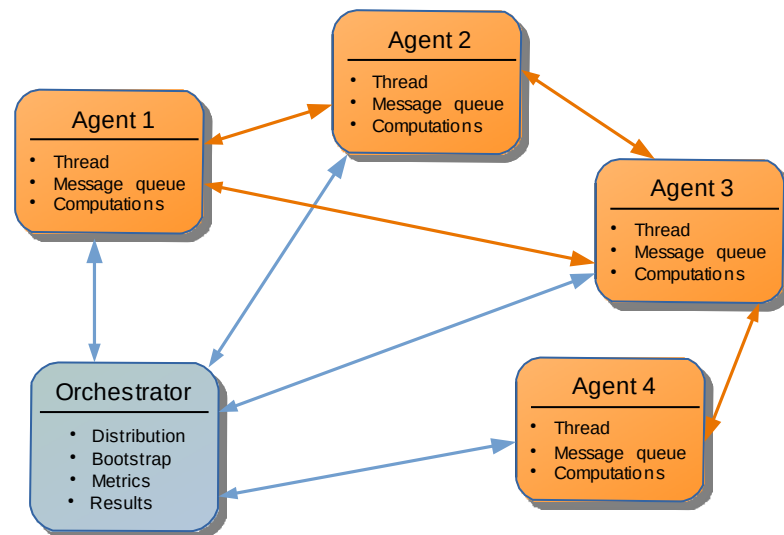 Agent 2
• Thread
• Message queue
• Computations
Agent 1
• Thread
• Message queue
• Computations
Agent 3
• Thread
• Message queue
• Computations
Orchestrator
• Distribution
• Bootstrap
• Metrics
• Results
Agent 4
• Thread
• Message queue
• Computations